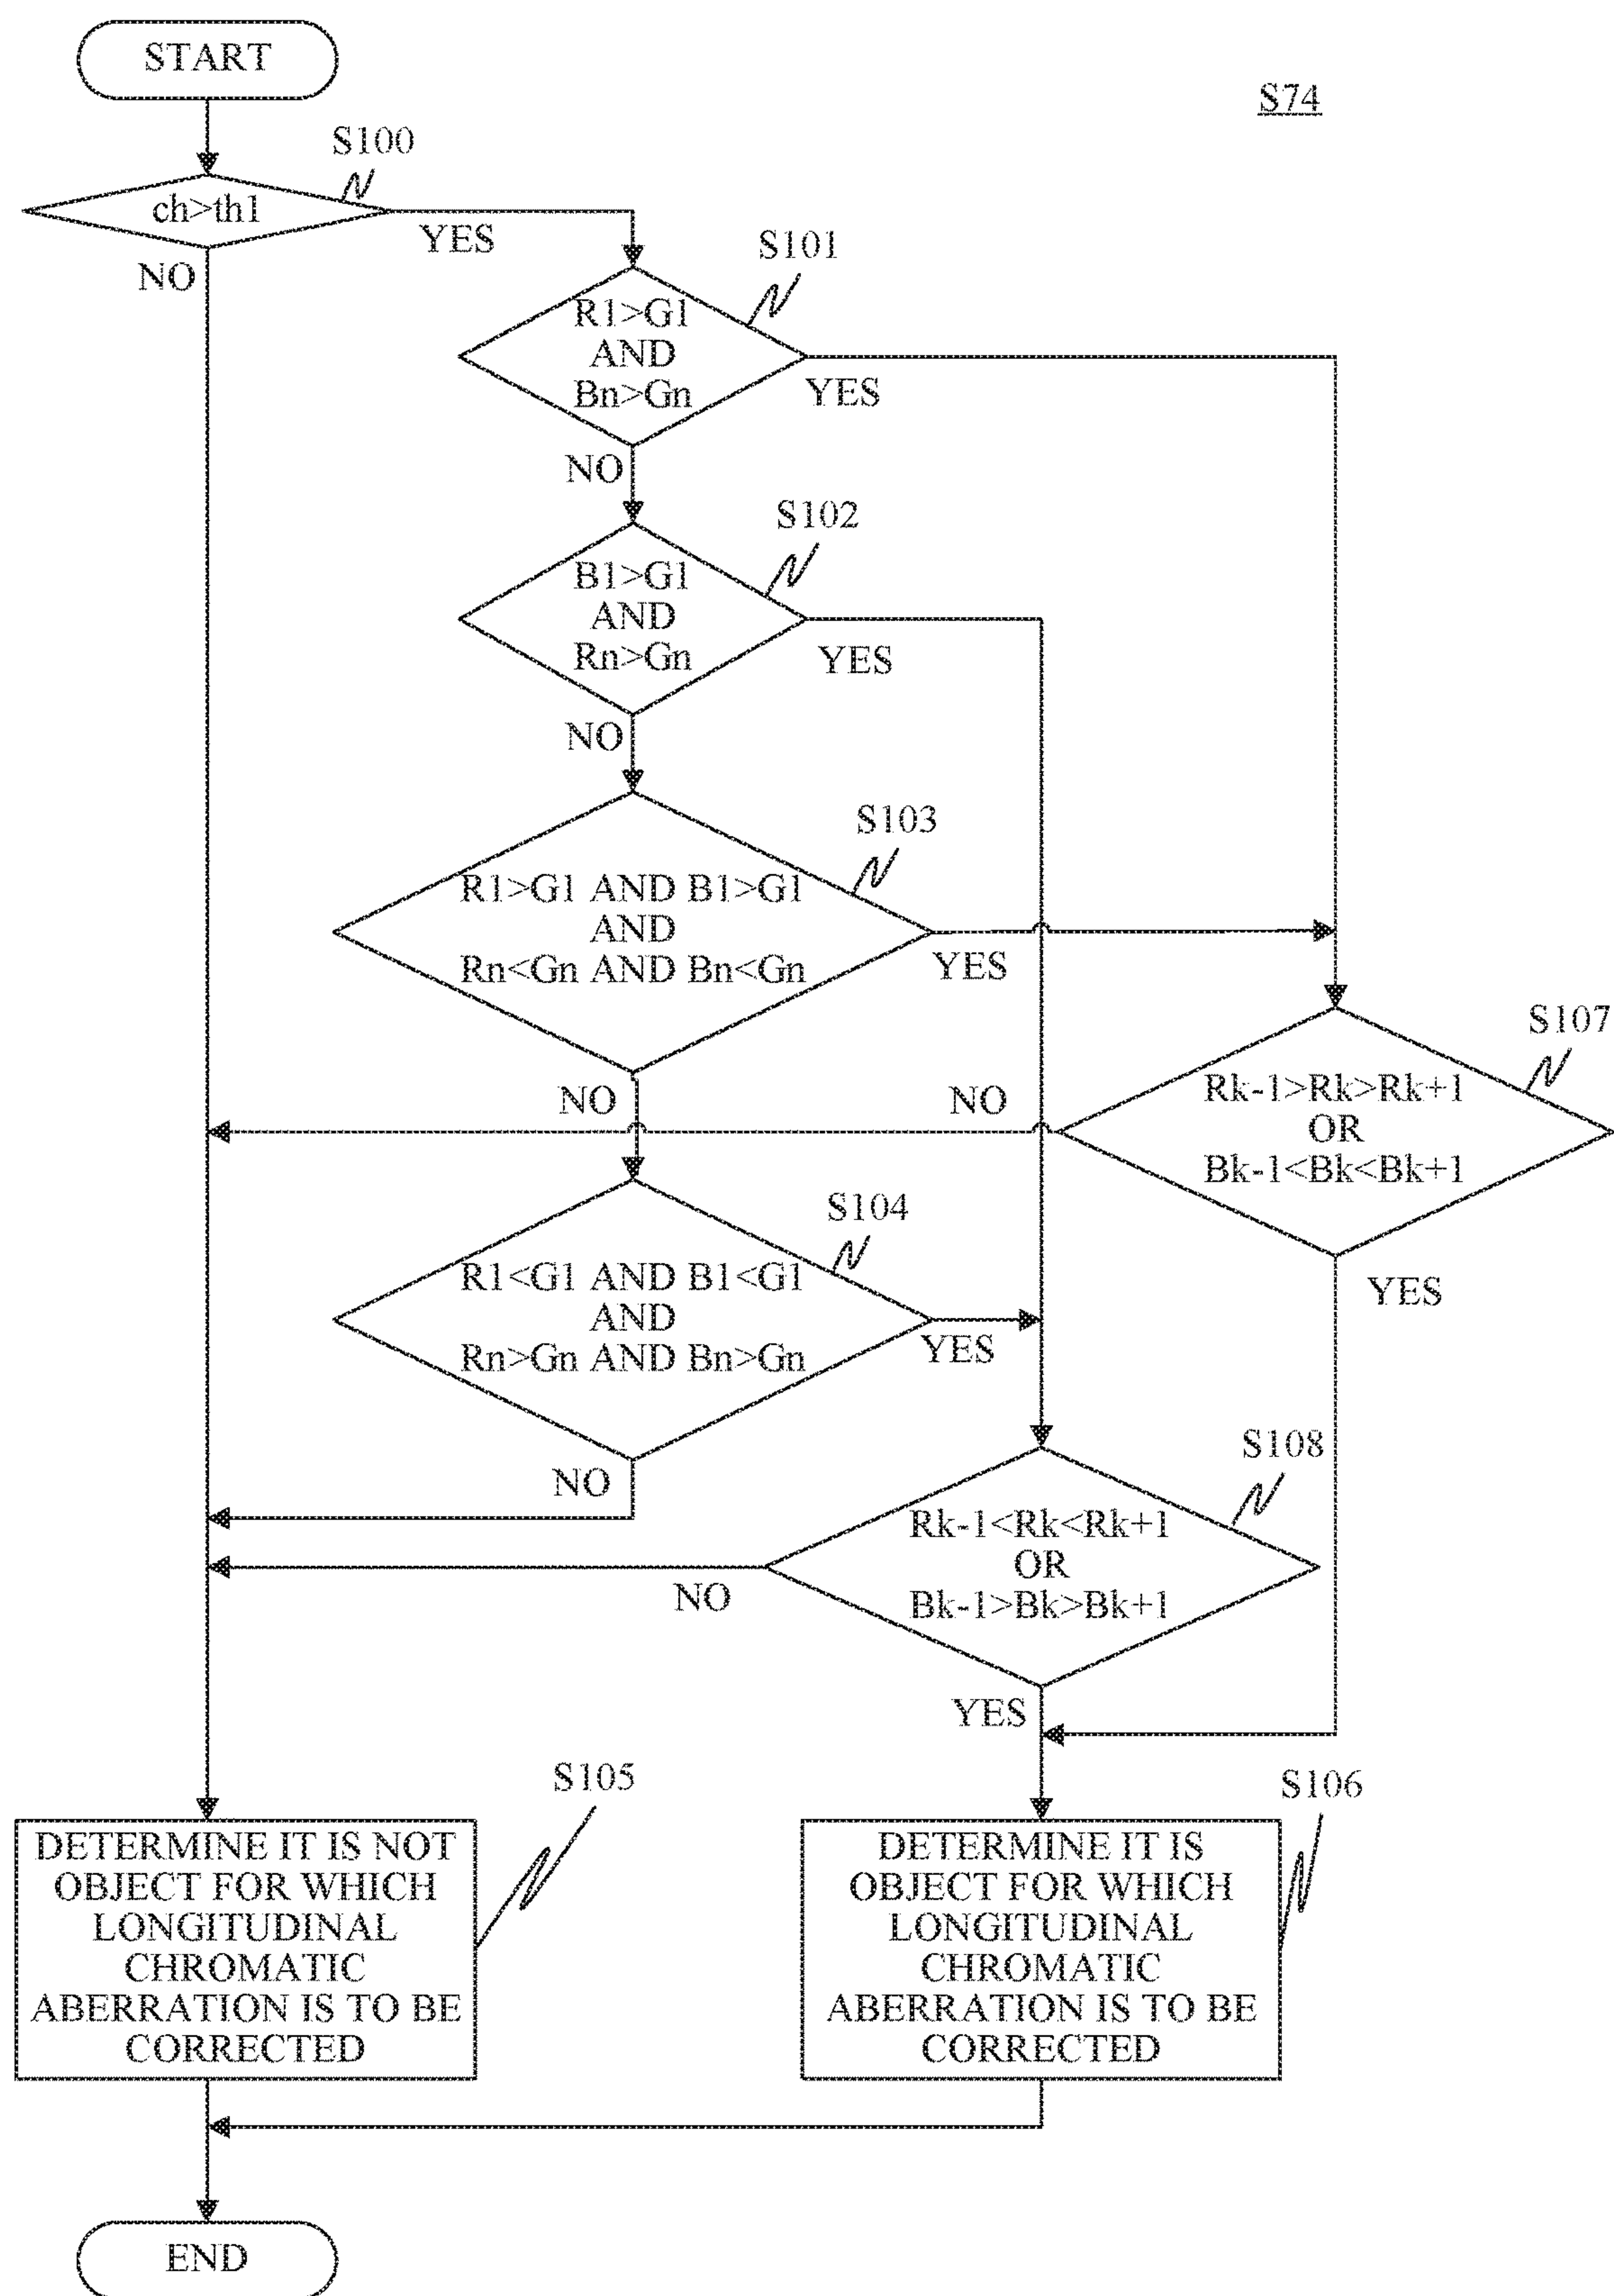 START
S74
S100
ch>th1
YES
NO
S101
R1>G1
AND
Bn>Gn
YES
NO
S102
B1>G1
AND
Rn>Gn
YES
NO
S103
R1>G1 AND B1>G1
AND
Rn<Gn AND Bn<Gn
YES
NO
S107
Rk-1>Rk>Rk+1
OR
Bk-1<Bk<Bk+1
NO
YES
S104
R1<G1 AND B1<G1
AND
Rn>Gn AND Bn>Gn
YES
NO
S108
Rk-1<Rk<Rk+1
OR
Bk-1>Bk>Bk+1
NO
YES
S105
DETERMINE IT IS NOT
OBJECT FOR WHICH
LONGITUDINAL
CHROMATIC
ABERRATION IS TO BE
CORRECTED
S106
DETERMINE IT IS
OBJECT FOR WHICH
LONGITUDINAL
CHROMATIC
ABERRATION IS TO BE
CORRECTED
END